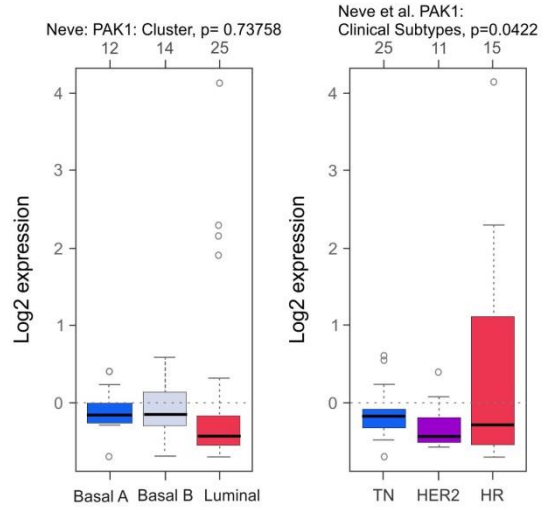 Neve: PAK1: Cluster, p= 0.73758
12 14 25
Log2 expression
4
3
2
1
0
Basal A Basal B Luminal
Neve et al. PAK1:
Clinical Subtypes, p=0.0422
25 11 15
Log2 expression
4
3
2
1
0
TN HER2 HR